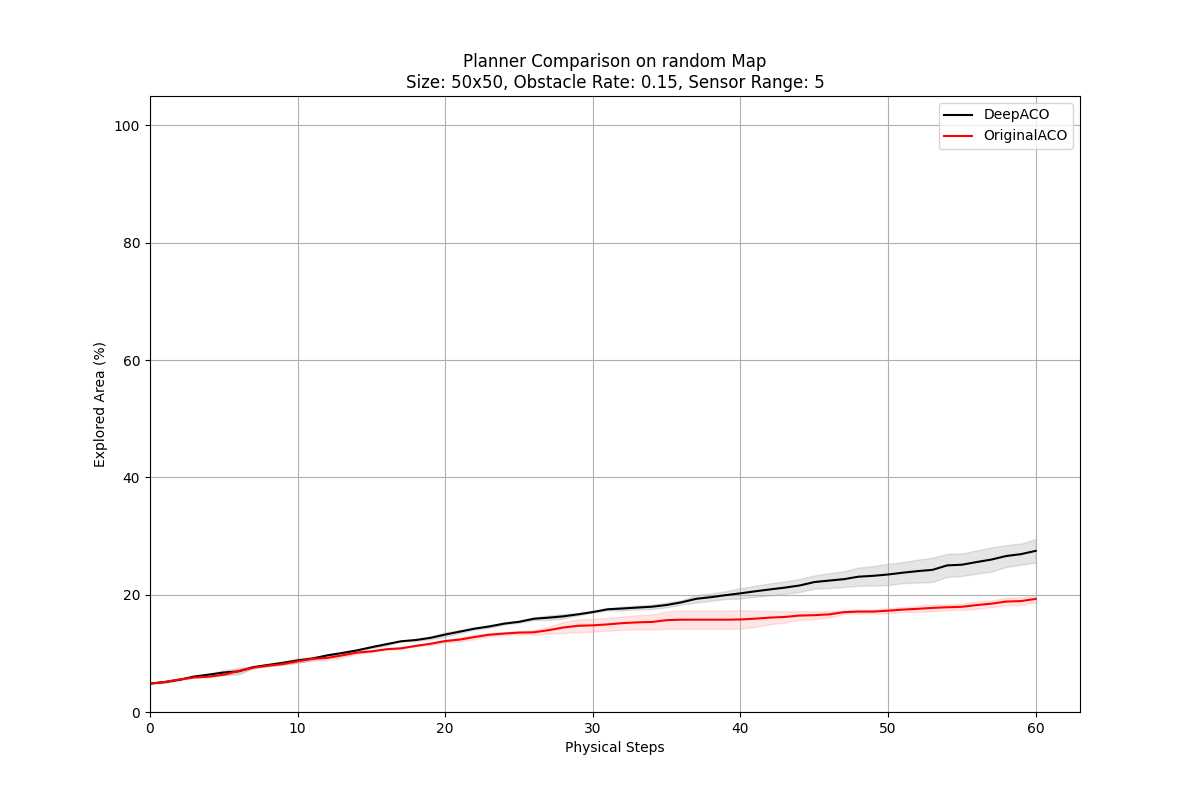 Planner Comparison on random Map
Size: 50x50, Obstacle Rate: 0.15, Sensor Range: 5
DeepACO
OriginalACO
Explored Area (%)
100
80
60
40
20
0
0 10 20 30 40 50 60
Physical Steps